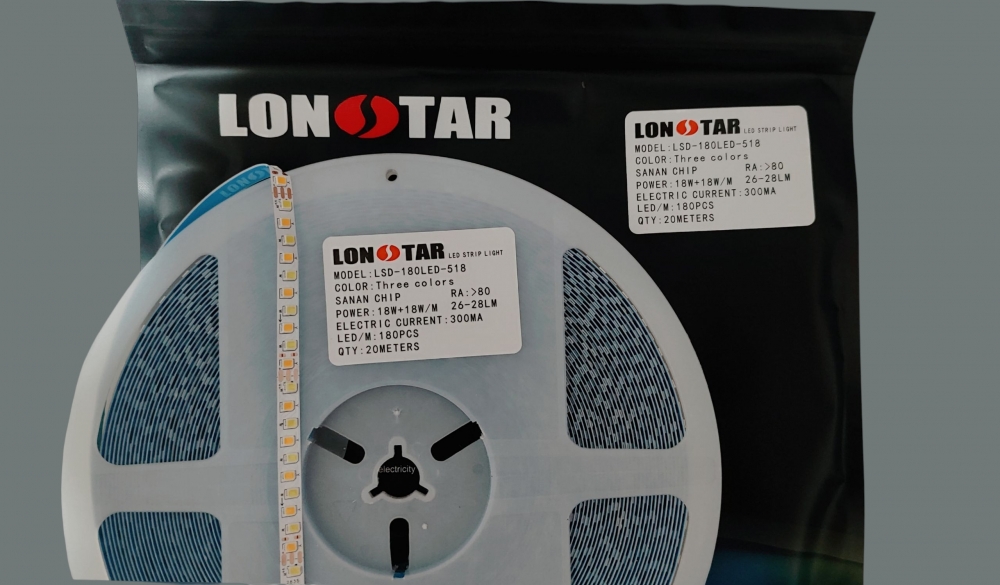 LONSTAR
LONSTAR LED STRIP LIGHT
MODEL:LSD-180LED-518
COLOR:Three colors
SANAN CHIP RA:>80
POWER:18W+18W/M 26-28LM
ELECTRIC CURRENT:300MA
LED/M:180PCS
QTY:20METERS
LONSTAR
LONSTAR LED STRIP LIGHT
MODEL:LSD-180LED-518
COLOR:Three colors
SANAN CHIP RA:>80
POWER:18W+18W/M 26-28LM
ELECTRIC CURRENT:300MA
LED/M:180PCS
QTY:20METERS
electricity